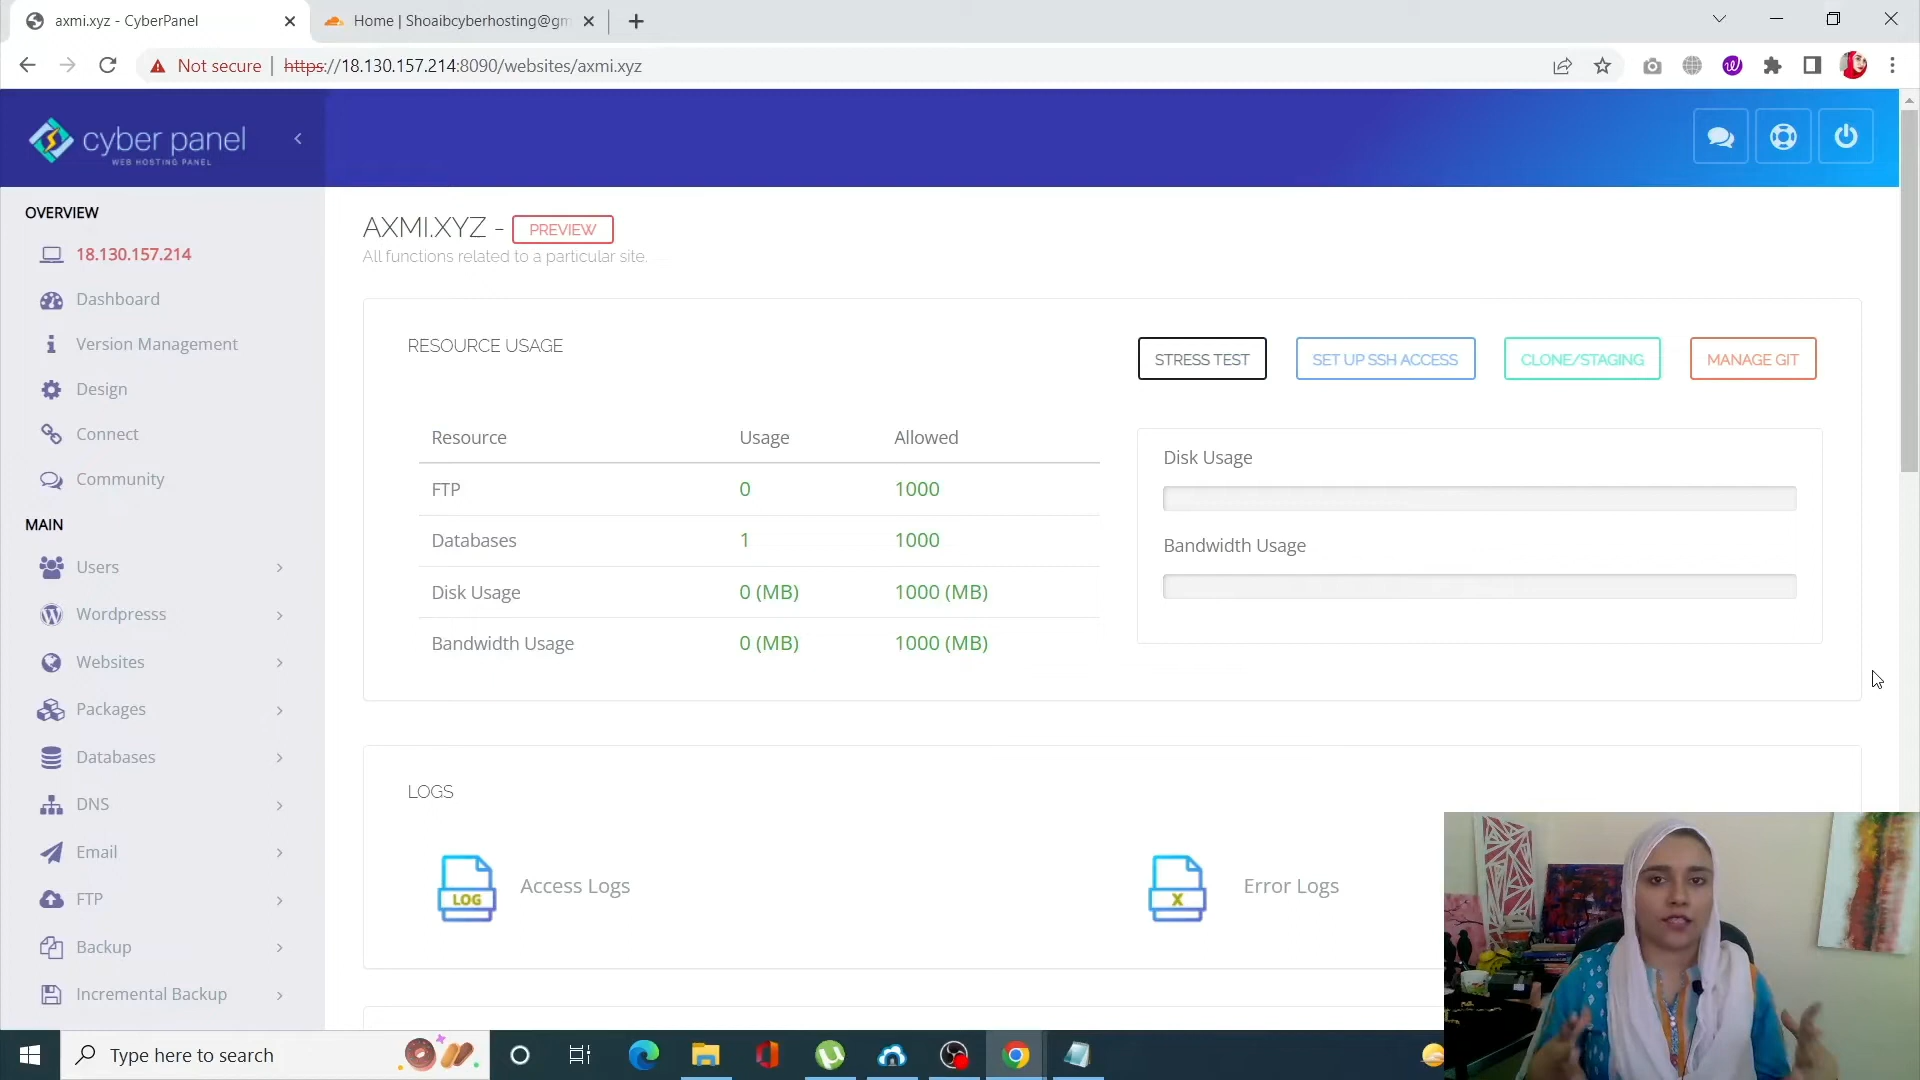 axmi.xyz - CyberPanel
Home | Shoaibcyberhosting@gm
Not secure | https://18.130.157.214:8090/websites/axmi.xyz
cyber panel
WEB HOSTING PANEL
OVERVIEW
18.130.157.214
Dashboard
Version Management
Design
Connect
Community
MAIN
Users
Wordpresss
Websites
Packages
Databases
DNS
Email
FTP
Backup
Incremental Backup
AXMI.XYZ - PREVIEW
All functions related to a particular site.
RESOURCE USAGE
STRESS TEST
SET UP SSH ACCESS
CLONE/STAGING
MANAGE GIT
Resource Usage Allowed
FTP 0 1000
Databases 1 1000
Disk Usage 0 (MB) 1000 (MB)
Bandwidth Usage 0 (MB) 1000 (MB)
Disk Usage
Bandwidth Usage
LOGS
LOG
Access Logs
X
Error Logs
Type here to search